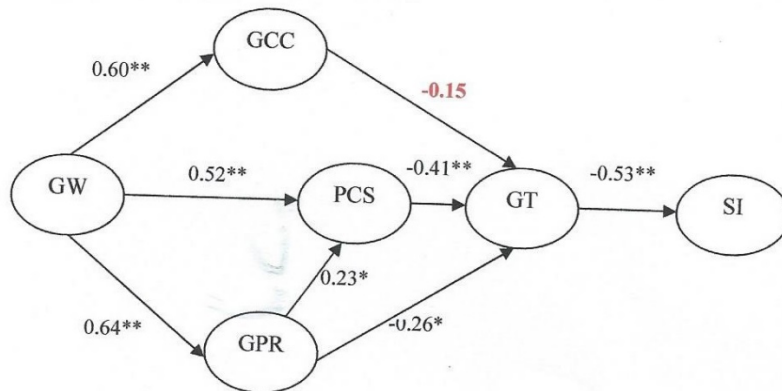 GCC
0.60**
-0.15
GW
0.52**
PCS
-0.41**
GT
-0.53**
SI
0.23*
0.64**
GPR
-0.26*